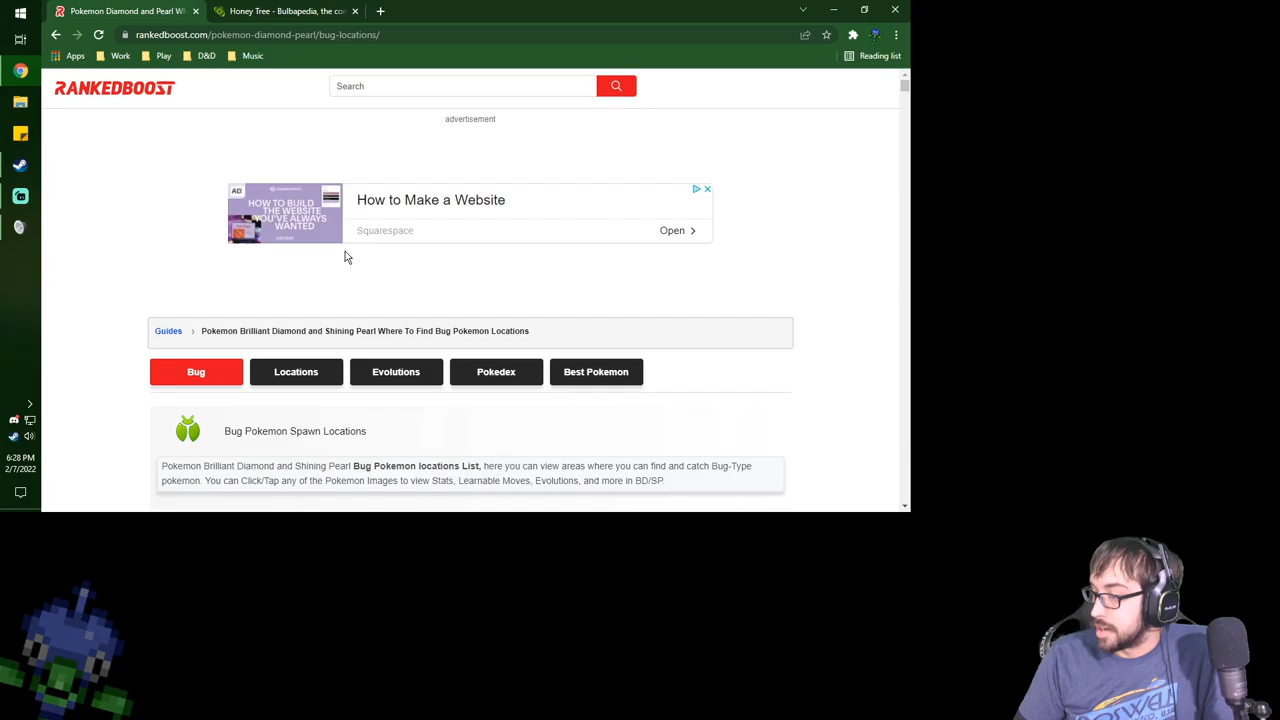 Pokemon Diamond and Pearl Wh
Honey Tree - Bulbapedia, the con
rankedboost.com/pokemon-diamond-pearl/bug-locations/
Apps
Work
Play
D&D
Music
Reading list
RANKEDBOOST
Search
advertisement
AD
HOW TO BUILD
THE WEBSITE
YOU'VE ALWAYS
WANTED
How to Make a Website
Squarespace
Open
Guides › Pokemon Brilliant Diamond and Shining Pearl Where To Find Bug Pokemon Locations
Bug
Locations
Evolutions
Pokedex
Best Pokemon
Bug Pokemon Spawn Locations
Pokemon Brilliant Diamond and Shining Pearl Bug Pokemon locations List, here you can view areas where you can find and catch Bug-Type
pokemon. You can Click/Tap any of the Pokemon Images to view Stats, Learnable Moves, Evolutions, and more in BD/SP.
6:28 PM
2/7/2022